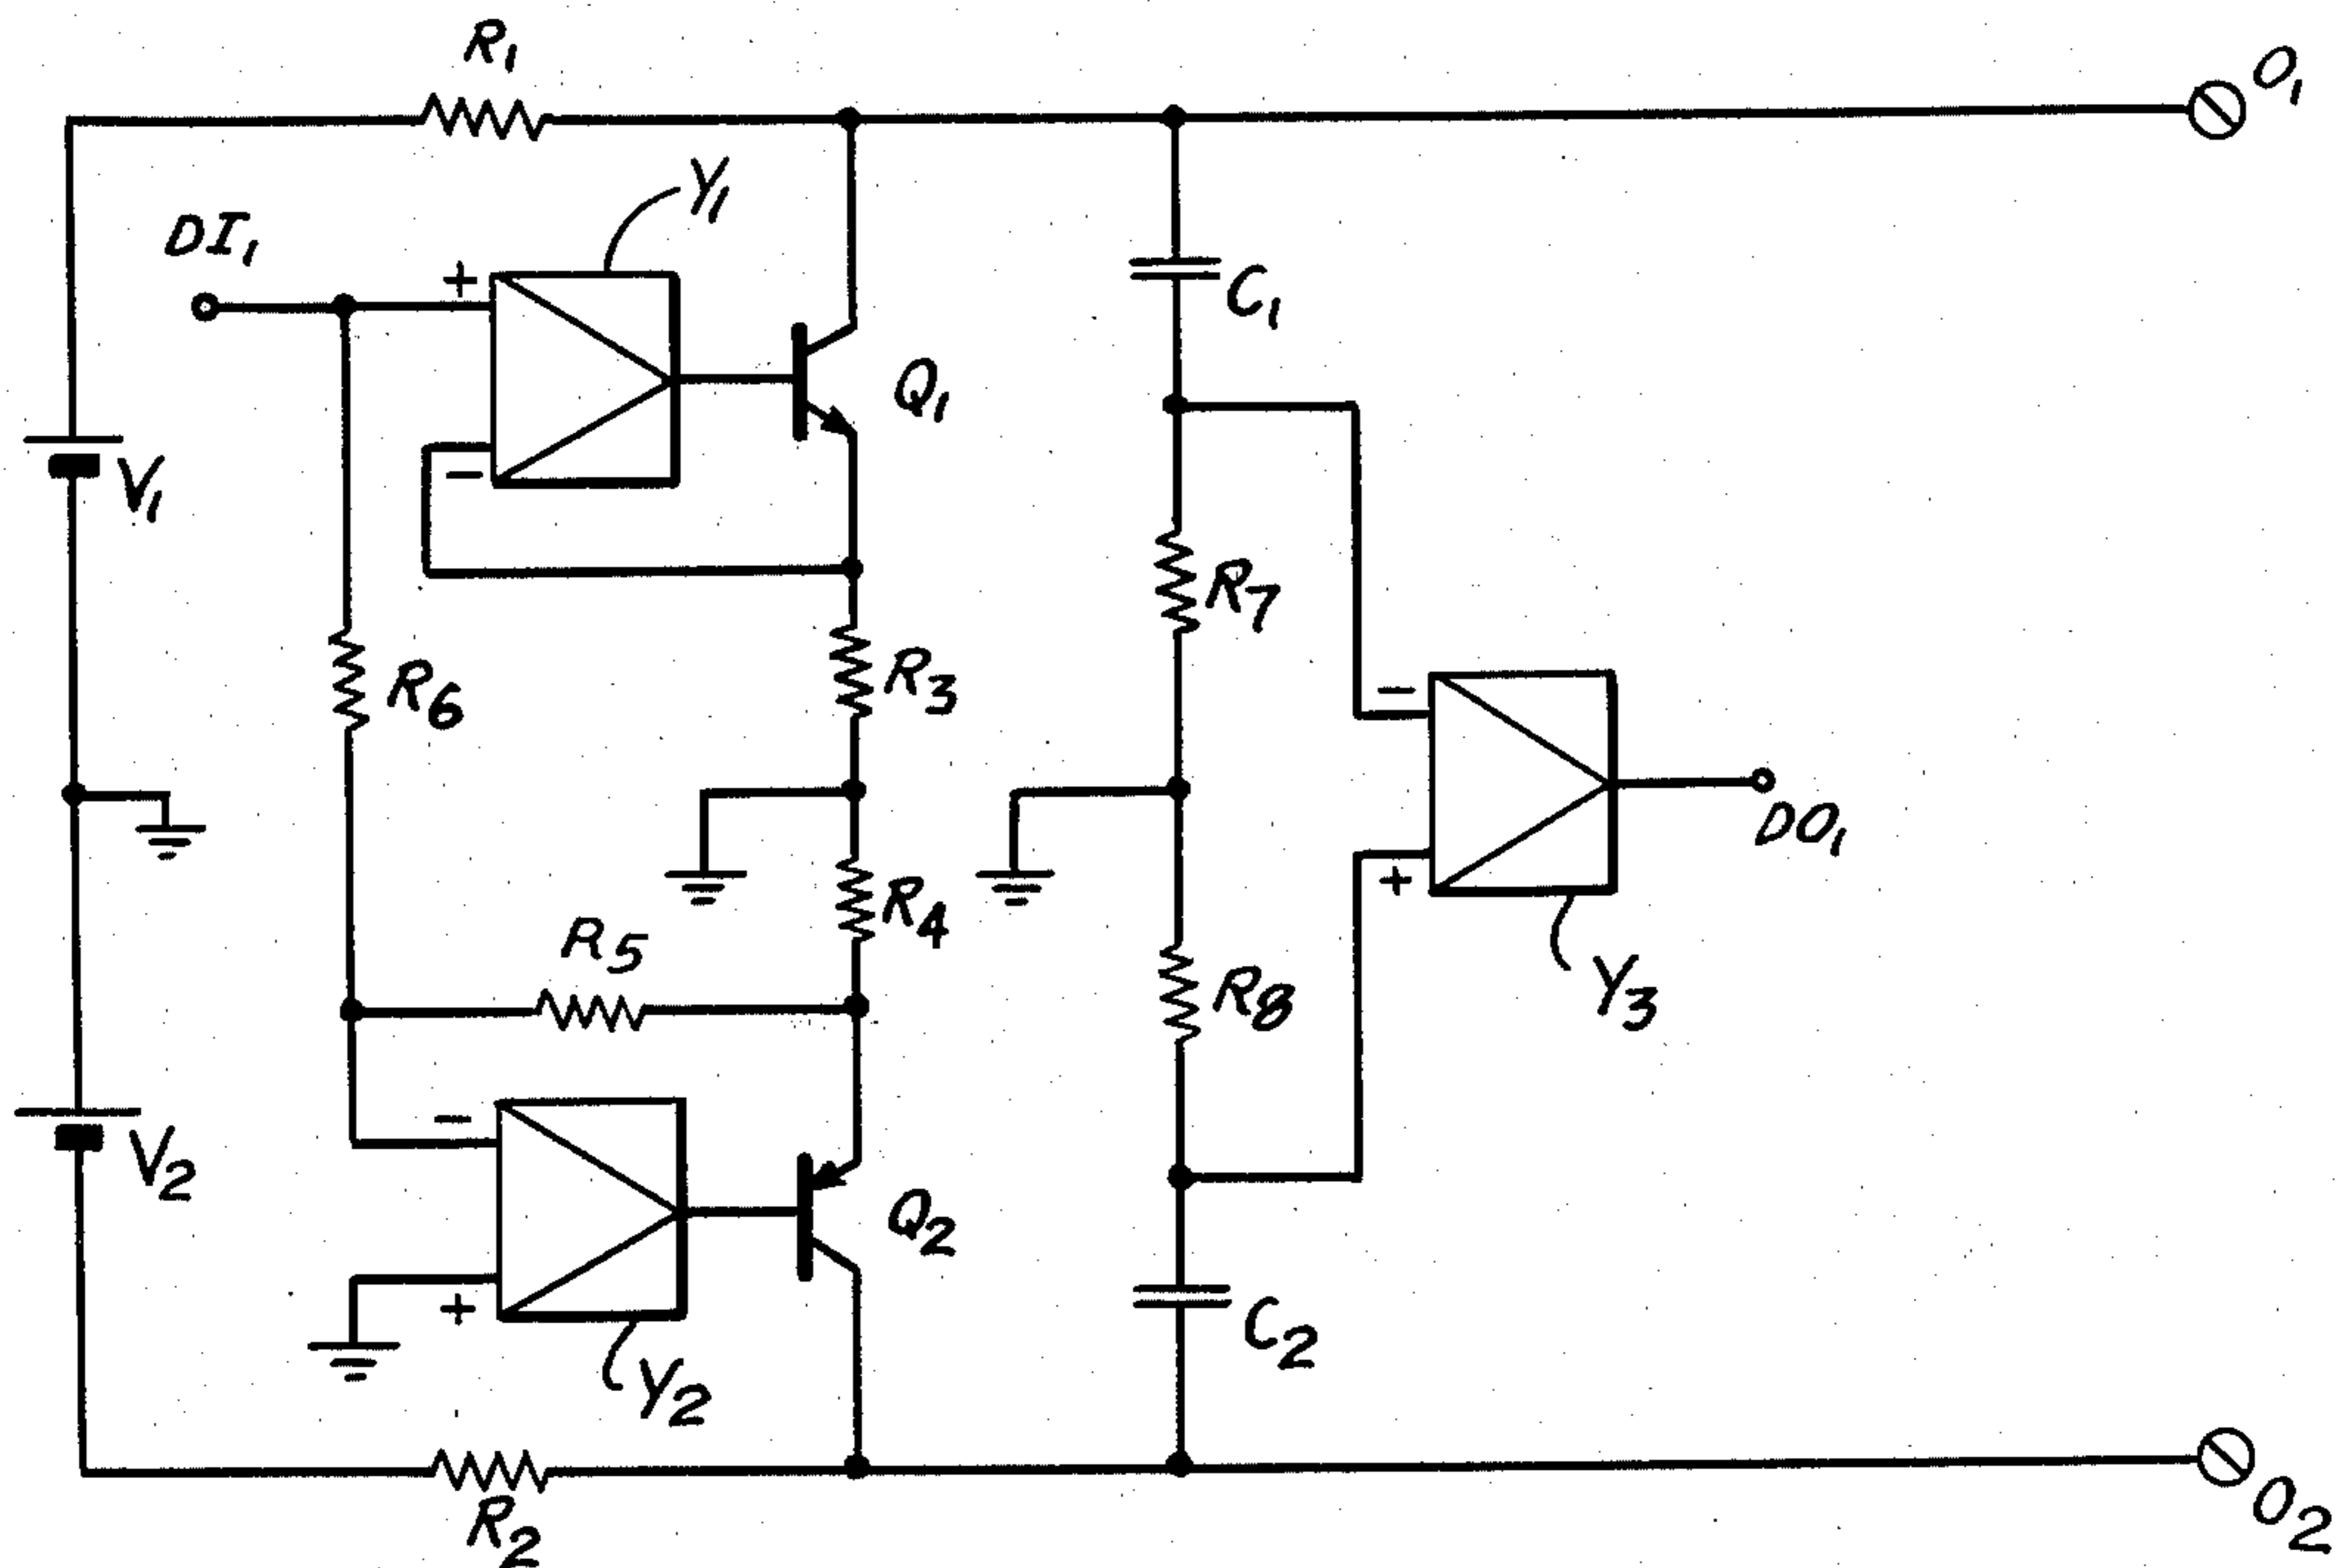 R1
O1
Y1
DI1
+
C1
Q1
V1
−
R7
R3
R6
−
DO1
R4
+
R5
Y3
R8
−
V2
Q2
+
C2
Y2
O2
R2